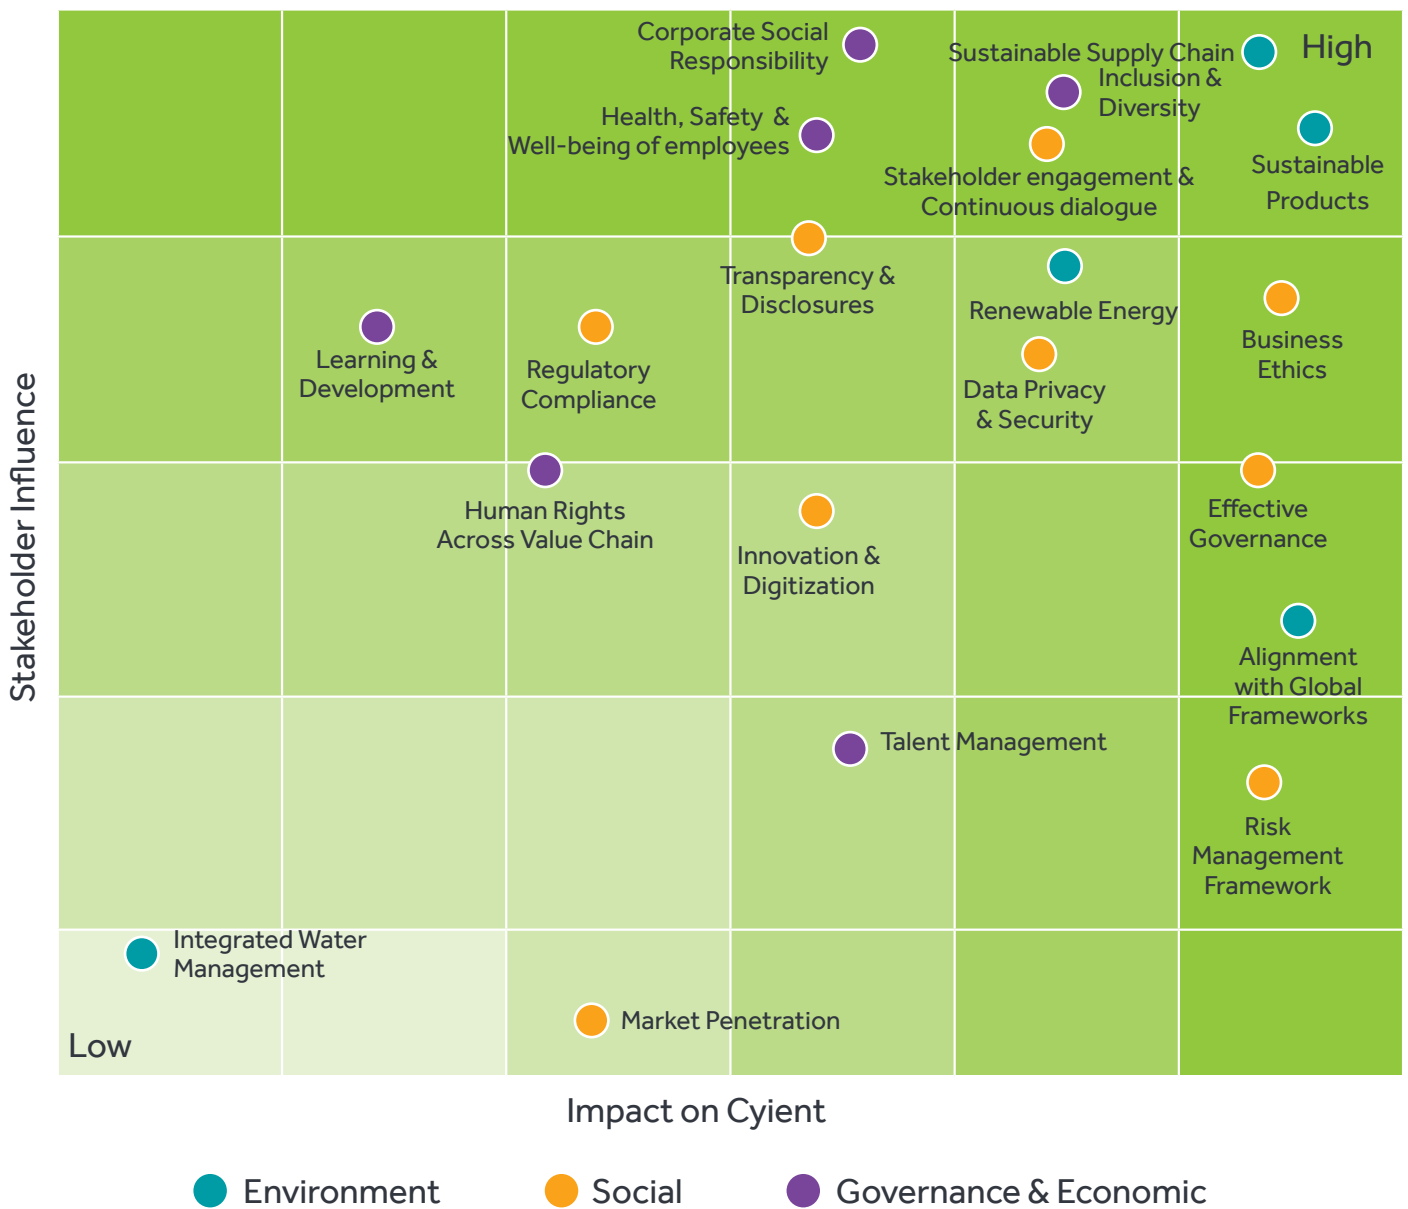 Corporate Social
Responsibility
Sustainable Supply Chain
High
Inclusion &
Diversity
Health, Safety &
Well-being of employees
Stakeholder engagement &
Continuous dialogue
Sustainable
Products
Transparency &
Disclosures
Renewable Energy
Business
Ethics
Learning &
Development
Regulatory
Compliance
Data Privacy
& Security
Stakeholder Influence
Human Rights
Across Value Chain
Effective
Governance
Innovation &
Digitization
Alignment
with Global
Frameworks
Talent Management
Risk
Management
Framework
Integrated Water
Management
Market Penetration
Low
Impact on Cyient
Environment
Social
Governance & Economic